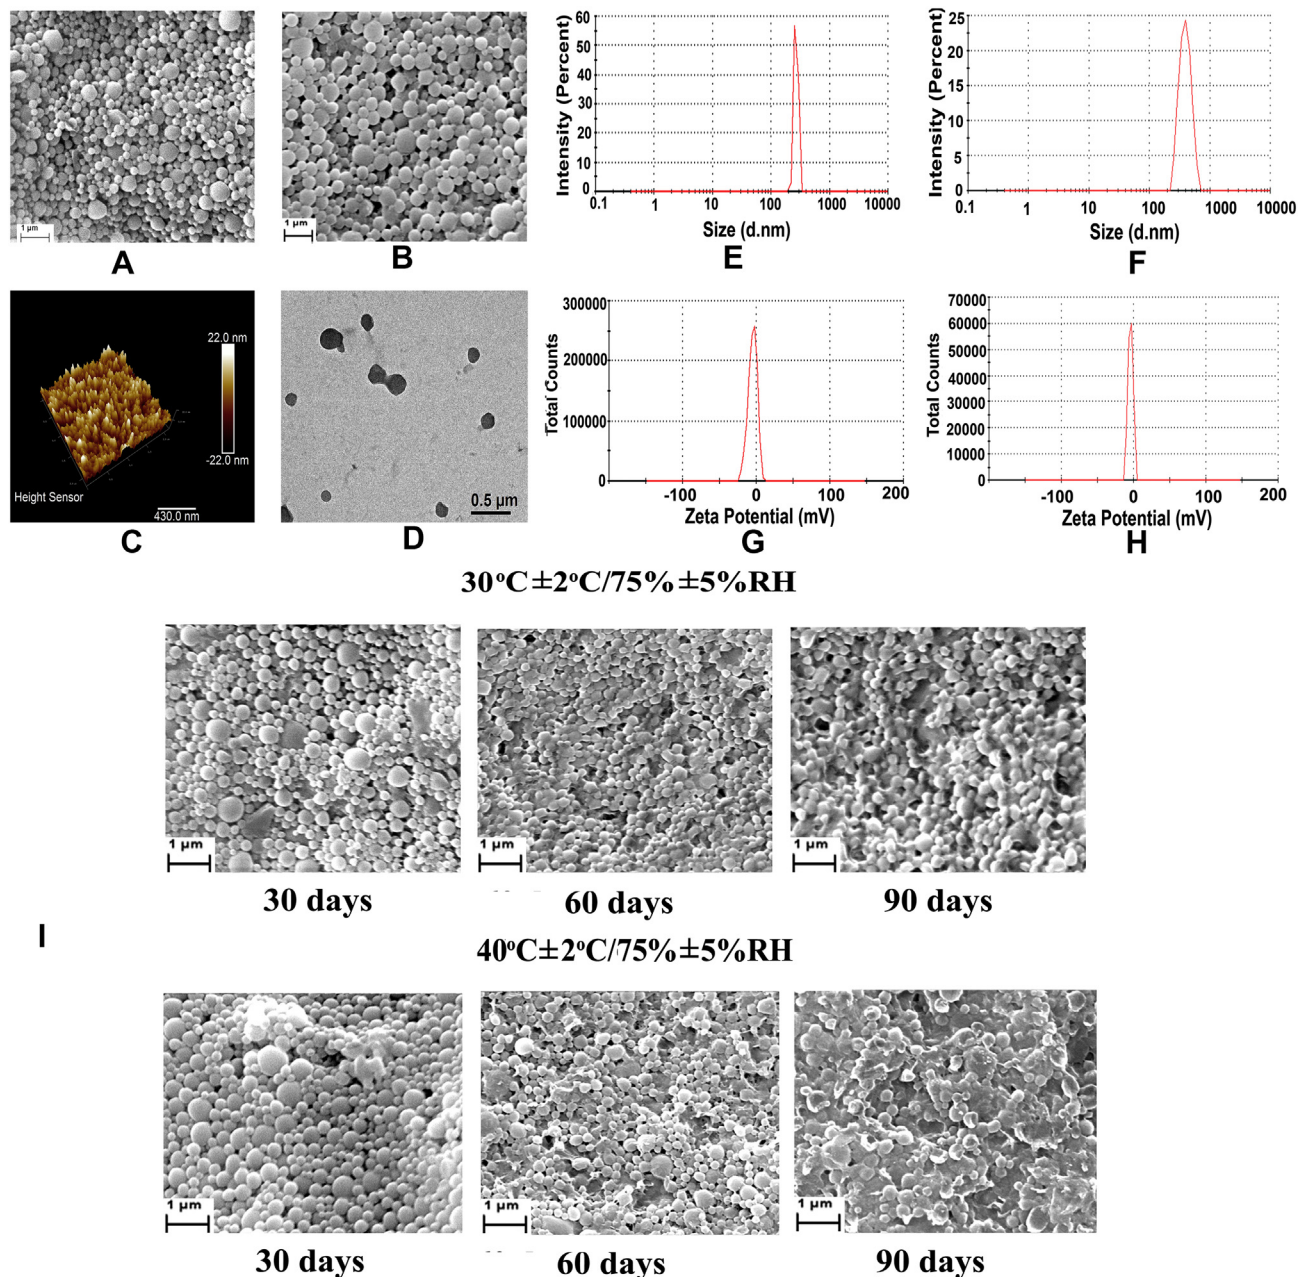 1 µm
A
1 µm
B
Intensity (Percent)
60
50
40
30
20
10
0
0.1 1 10 100 1000 10000
Size (d.nm)
E
Intensity (Percent)
25
20
15
10
5
0
0.1 1 10 100 1000 10000
Size (d.nm)
F
22.0 nm
-22.0 nm
Height Sensor
430.0 nm
C
0.5 µm
D
Total Counts
300000
200000
100000
0
-100 0 100 200
Zeta Potential (mV)
G
Total Counts
70000
60000
50000
40000
30000
20000
10000
0
-100 0 100 200
Zeta Potential (mV)
H
30°C±2°C/75%±5%RH
1 µm
1 µm
1 µm
30 days
60 days
90 days
I
40°C±2°C/75%±5%RH
1 µm
1 µm
1 µm
30 days
60 days
90 days